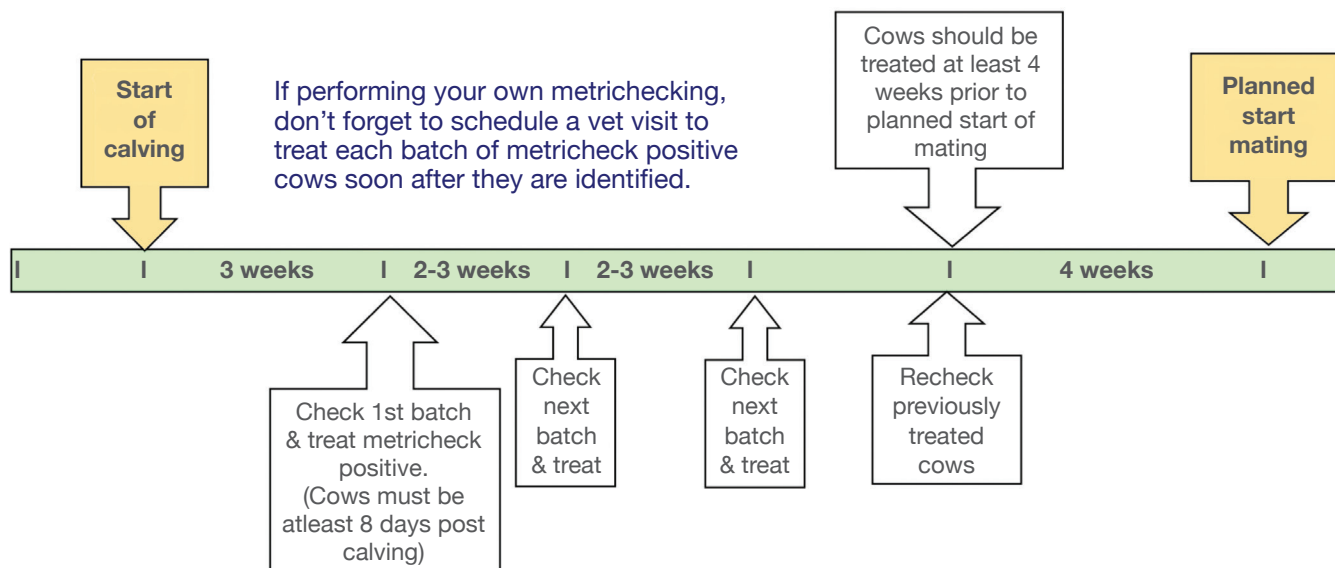 Start
of
calving
If performing your own metrichecking,
don't forget to schedule a vet visit to
treat each batch of metricheck positive
cows soon after they are identified.
Cows should be
treated at least 4
weeks prior to
planned start of
mating
Planned
start
mating
I I 3 weeks I 2-3 weeks I 2-3 weeks I I 4 weeks I
Check 1st batch
& treat metricheck
positive.
(Cows must be
atleast 8 days post
calving)
Check
next
batch
& treat
Check
next
batch
& treat
Recheck
previously
treated
cows